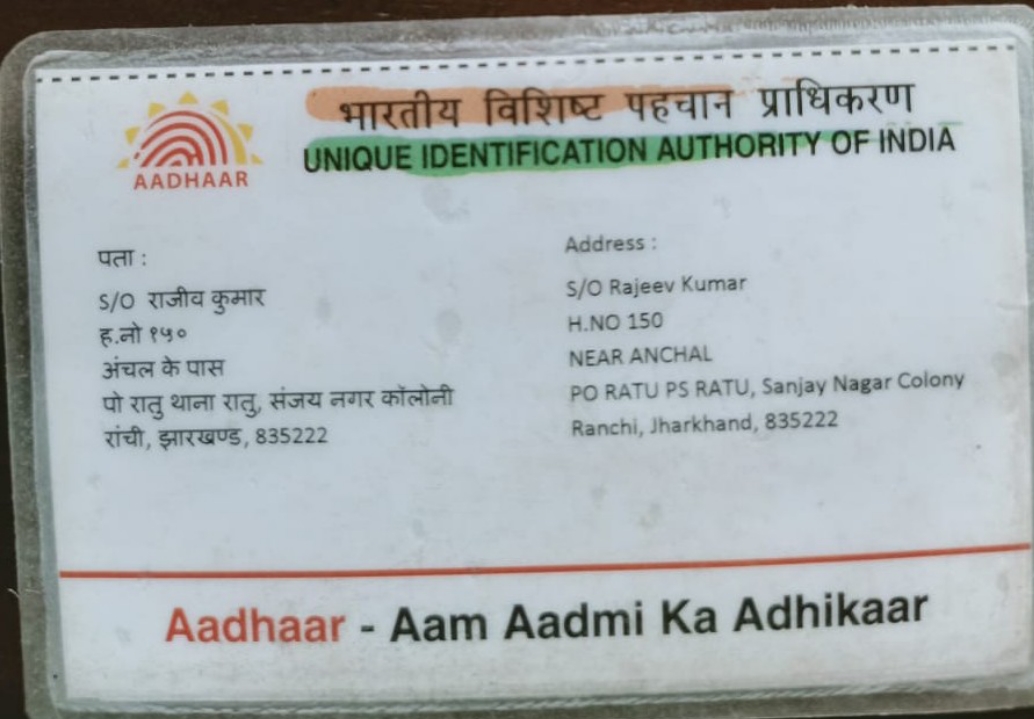 भारतीय विशिष्ट पहचान प्राधिकरण
UNIQUE IDENTIFICATION AUTHORITY OF INDIA
AADHAAR
पता :
S/O राजीव कुमार
ह.नो १५०
अंचल के पास
पो रातु थाना रातु, संजय नगर कॉलोनी
रांची, झारखण्ड, 835222
Address :
S/O Rajeev Kumar
H.NO 150
NEAR ANCHAL
PO RATU PS RATU, Sanjay Nagar Colony
Ranchi, Jharkhand, 835222
Aadhaar - Aam Aadmi Ka Adhikaar